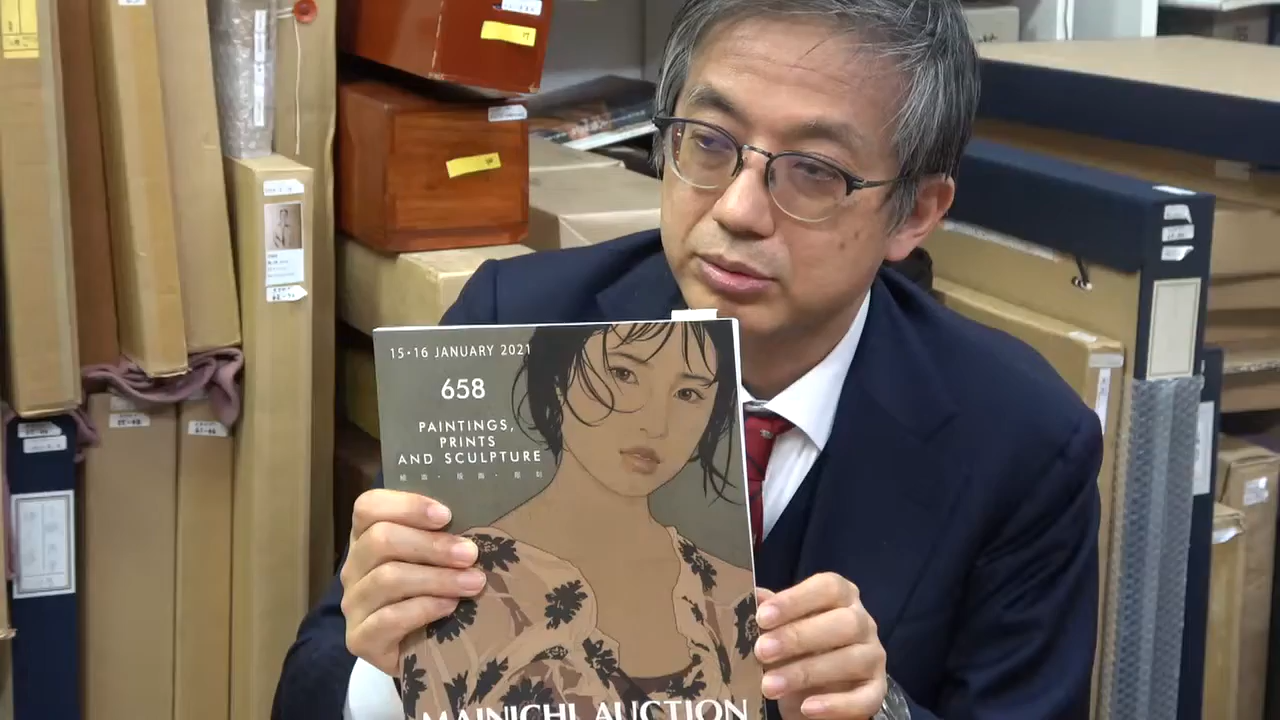 15・16 JANUARY 2021
658
PAINTINGS,
PRINTS
AND SCULPTURE
絵画・版画・彫刻
MAINICHI AUCTION